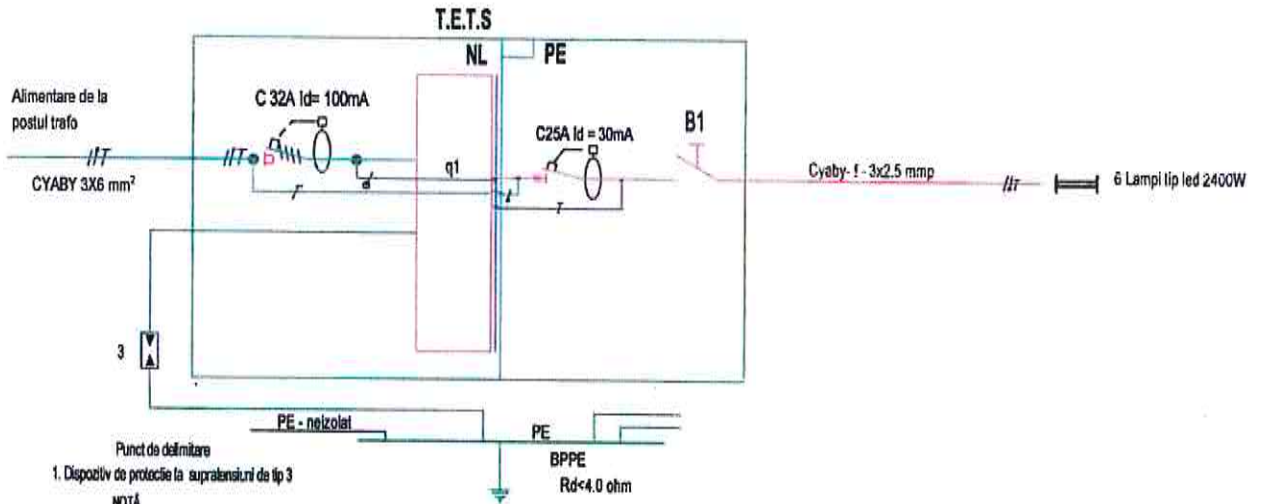 T.E.T.S
NL PE
Alimentare de la
postul trafo
C 32A Id= 100mA
C25A Id = 30mA
B1
CYABY 3X6 mm²
q1
Cyaby- f - 3x2.5 mmp
6 Lampi tip led 2400W
3
PE - neizolat
PE
BPPE
Rd<4.0 ohm
Punct de delimitare
1. Dispozitiv de protectie la supratensiuni de tip 3
NOTĂ